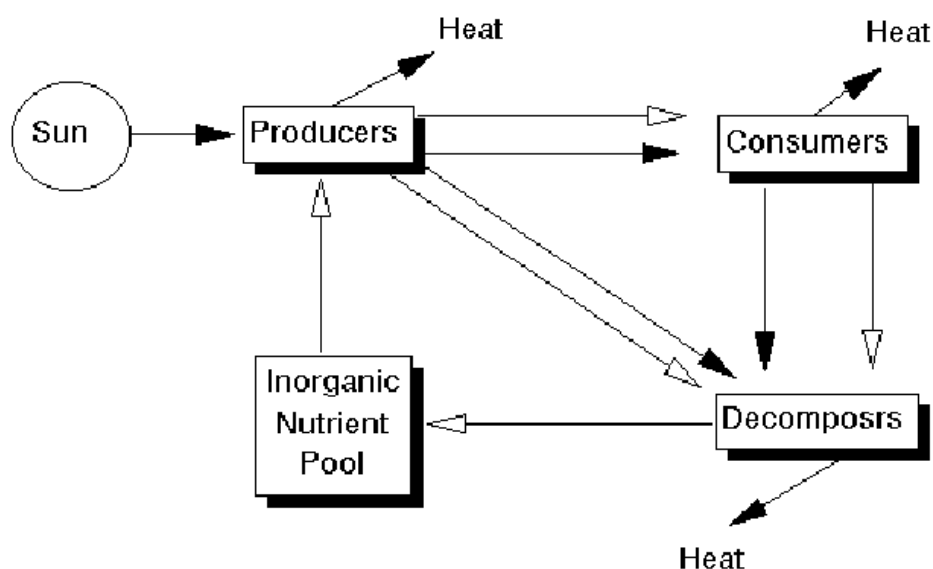 Heat
Heat
Sun
Producers
Consumers
Inorganic
Nutrient
Pool
Decomposrs
Heat